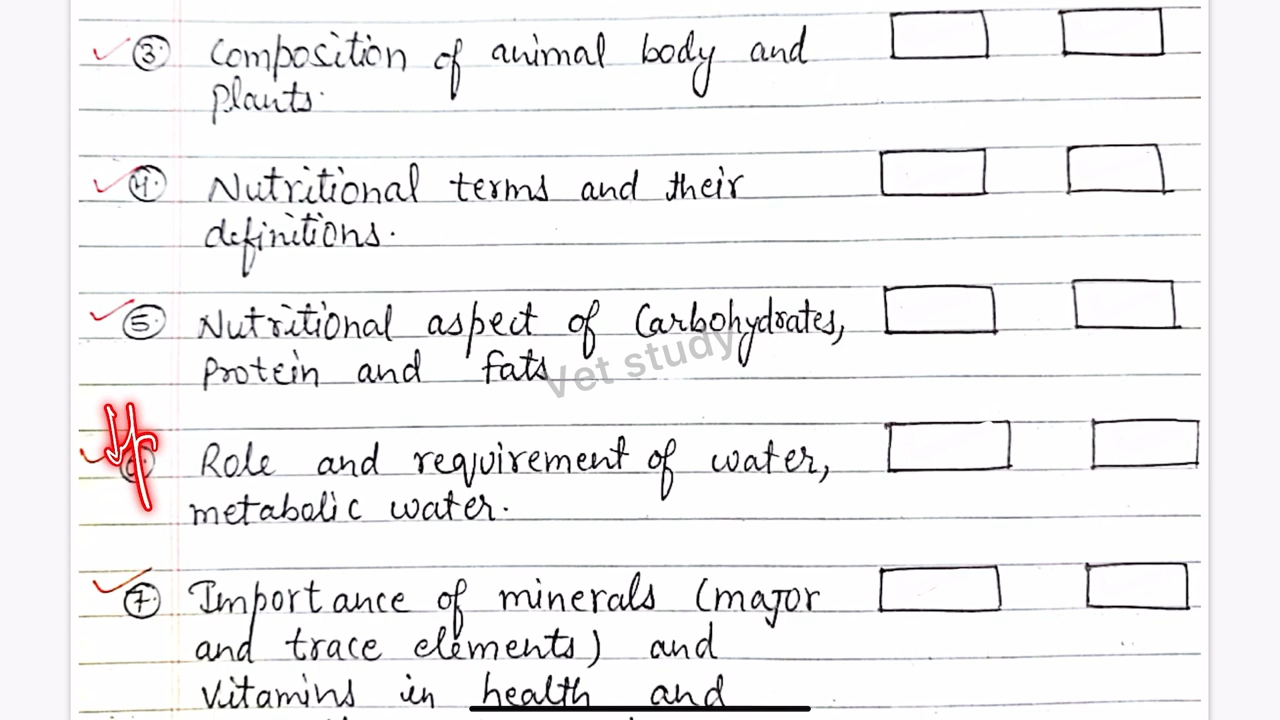 3. Composition of animal body and
plants.
4. Nutritional terms and their
definitions.
5. Nutritional aspect of Carbohydrates,
Protein and fats
Vet study
Role and requirement of water,
metabolic water.
7. Importance of minerals (major
and trace elements) and
Vitamins in health and